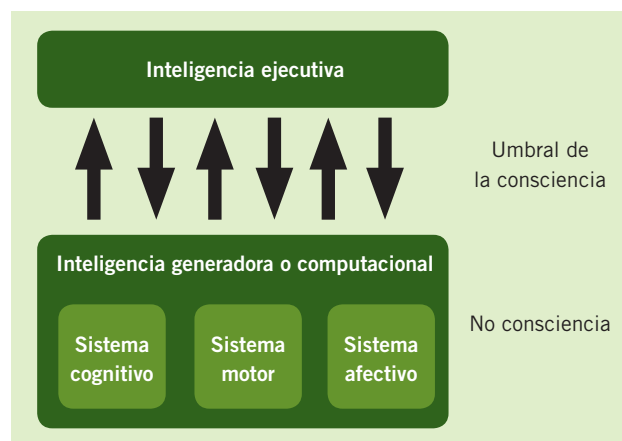 Inteligencia ejecutiva
Umbral de
la consciencia
Inteligencia generadora o computacional
No consciencia
Sistema
cognitivo
Sistema
motor
Sistema
afectivo